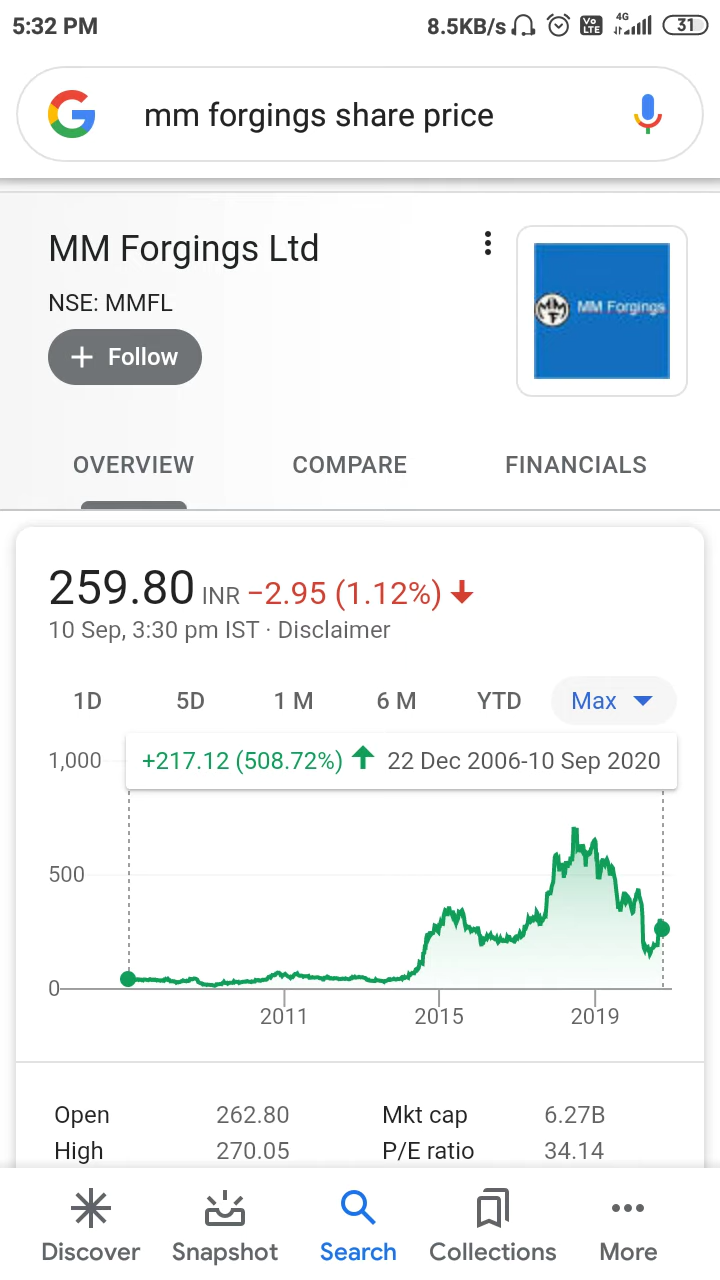 5:32 PM 8.5KB/s Vo LTE 4G 31
mm forgings share price
MM Forgings Ltd
NSE: MMFL
MMF MM Forgings
+ Follow
OVERVIEW COMPARE FINANCIALS
259.80 INR −2.95 (1.12%)
10 Sep, 3:30 pm IST · Disclaimer
1D 5D 1 M 6 M YTD Max
1,000 +217.12 (508.72%) 22 Dec 2006-10 Sep 2020
500
0
2011 2015 2019
Open 262.80 Mkt cap 6.27B
High 270.05 P/E ratio 34.14
Discover Snapshot Search Collections More